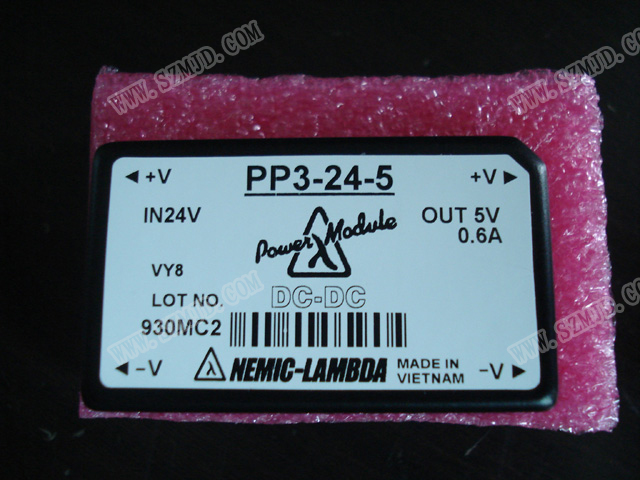 WWW.SZMJD.COM
WWW.SZMJD.COM
◄ +V PP3-24-5 +V ►
IN24V Power λ Module OUT 5V
0.6A
VY8
LOT NO. DC-DC
930MC2
WWW.SZMJD.COM
WWW.SZMJD.COM
◄ -V λ NEMIC-LAMBDA MADE IN
VIETNAM -V ►